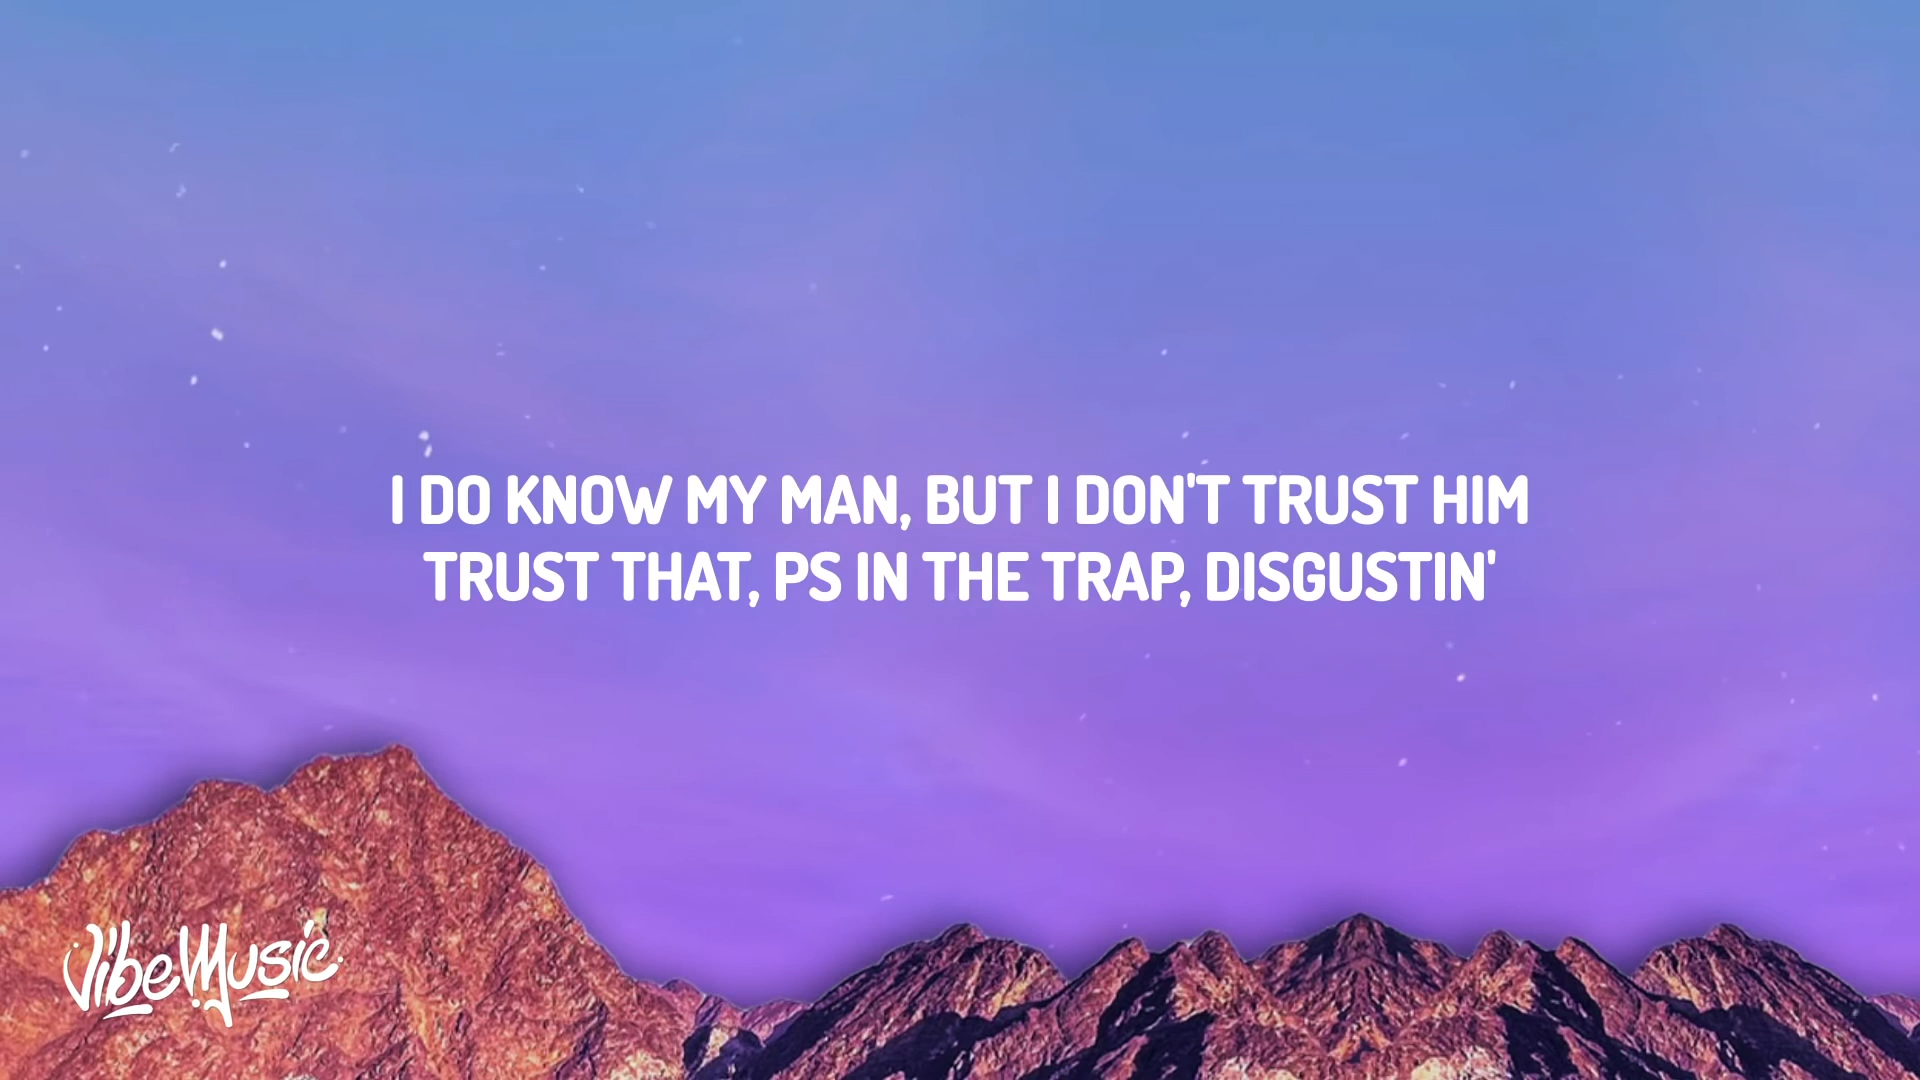 I DO KNOW MY MAN, BUT I DON'T TRUST HIM
TRUST THAT, PS IN THE TRAP, DISGUSTIN'
VibeMusic